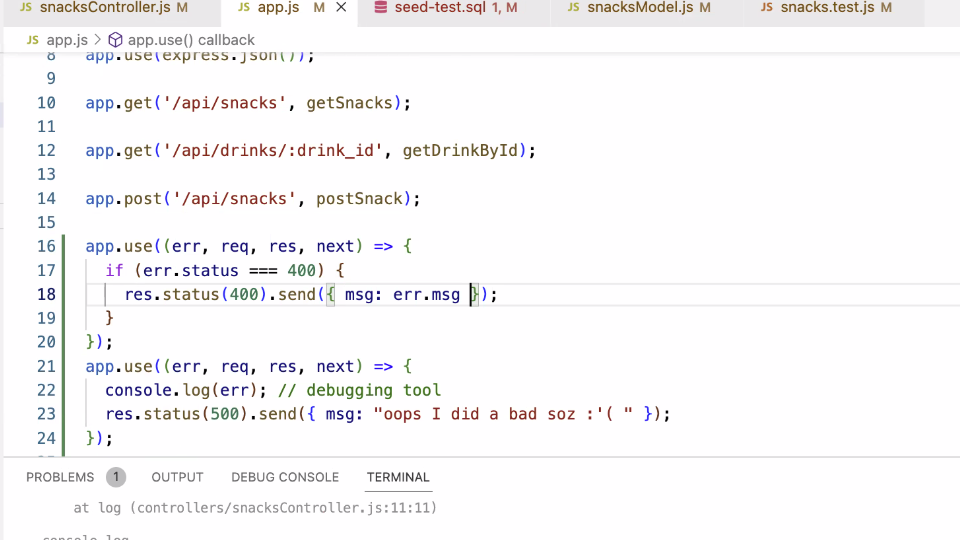 JS snacksController.js M JS app.js M × seed-test.sql 1, M JS snacksModel.js M JS snacks.test.js M
JS app.js > app.use() callback
8 app.use(express.json());
9
10 app.get('/api/snacks', getSnacks);
11
12 app.get('/api/drinks/:drink_id', getDrinkById);
13
14 app.post('/api/snacks', postSnack);
15
16 app.use((err, req, res, next) => {
17 if (err.status === 400) {
18 res.status(400).send({ msg: err.msg });
19 }
20 });
21 app.use((err, req, res, next) => {
22 console.log(err); // debugging tool
23 res.status(500).send({ msg: "oops I did a bad soz :'( " });
24 });
PROBLEMS 1 OUTPUT DEBUG CONSOLE TERMINAL
at log (controllers/snacksController.js:11:11)
console.log